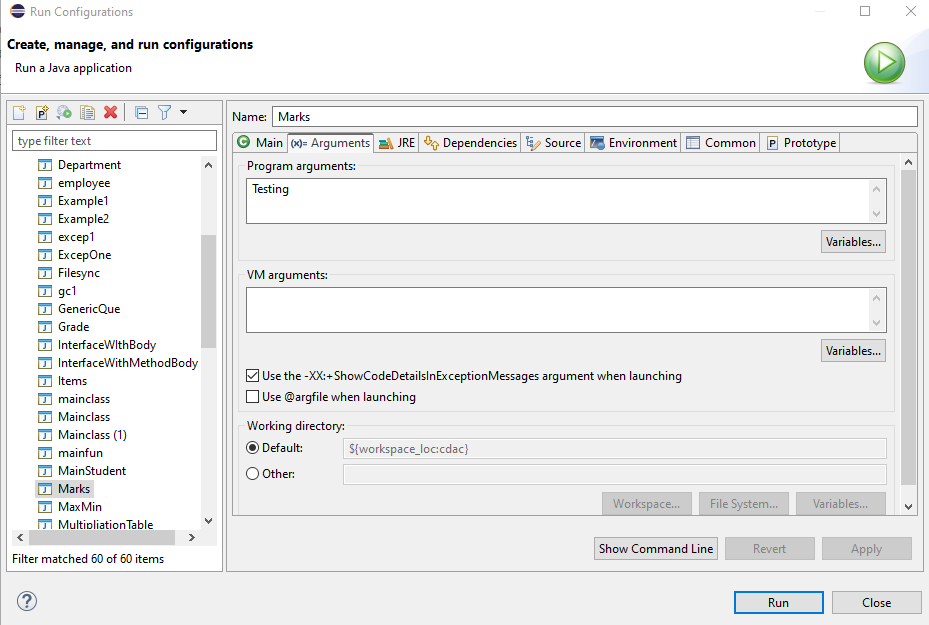 Run Configurations
Create, manage, and run configurations
Run a Java application
type filter text
Department
employee
Example1
Example2
excep1
ExcepOne
Filesync
gc1
GenericQue
Grade
InterfaceWIthBody
InterfaceWithMethodBody
Items
mainclass
Mainclass
Mainclass (1)
mainfun
MainStudent
Marks
MaxMin
MultipliationTable
Filter matched 60 of 60 items
Name: Marks
Main (x)= Arguments JRE Dependencies Source Environment Common Prototype
Program arguments:
Testing
Variables...
VM arguments:
Variables...
Use the -XX:+ShowCodeDetailsInExceptionMessages argument when launching
Use @argfile when launching
Working directory:
Default: ${workspace_loc:cdac}
Other:
Workspace... File System... Variables...
Show Command Line Revert Apply
? Run Close